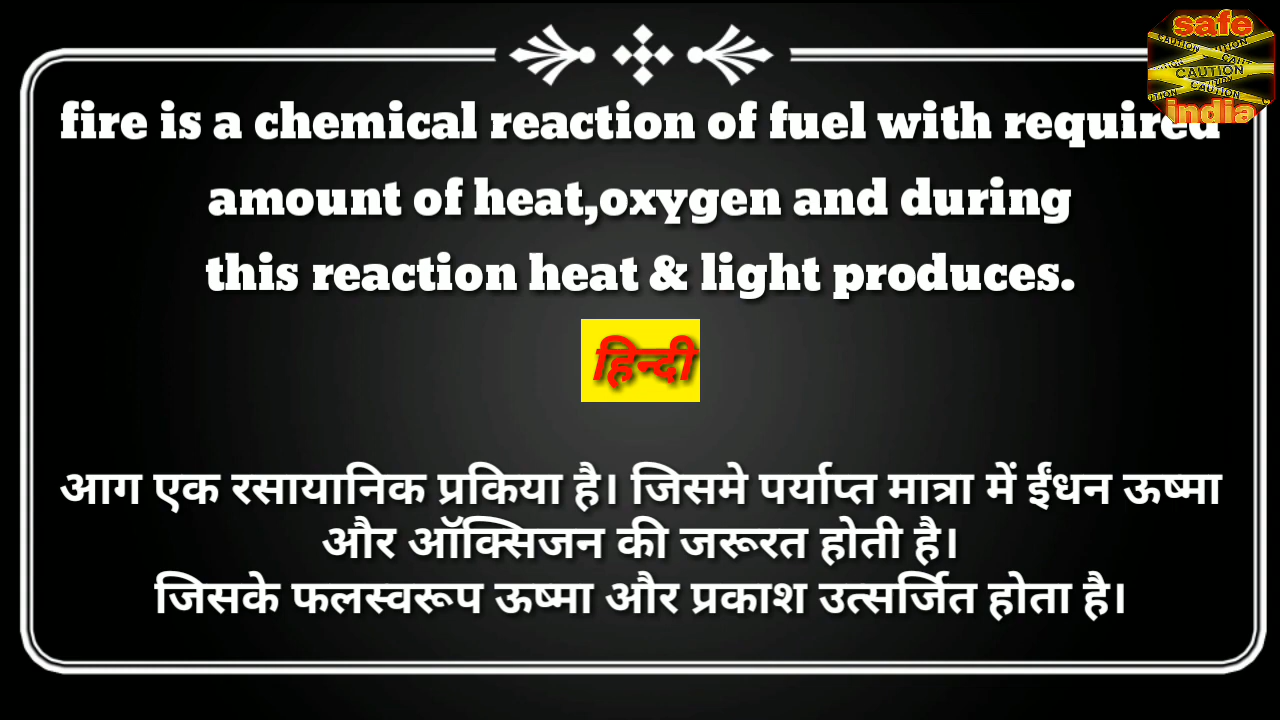 safe
CAUTION
CAUTION
india
fire is a chemical reaction of fuel with required
amount of heat,oxygen and during
this reaction heat & light produces.
हिन्दी
आग एक रसायानिक प्रकिया है। जिसमे पर्याप्त मात्रा में ईंधन ऊष्मा
और ऑक्सिजन की जरूरत होती है।
जिसके फलस्वरूप ऊष्मा और प्रकाश उत्सर्जित होता है।